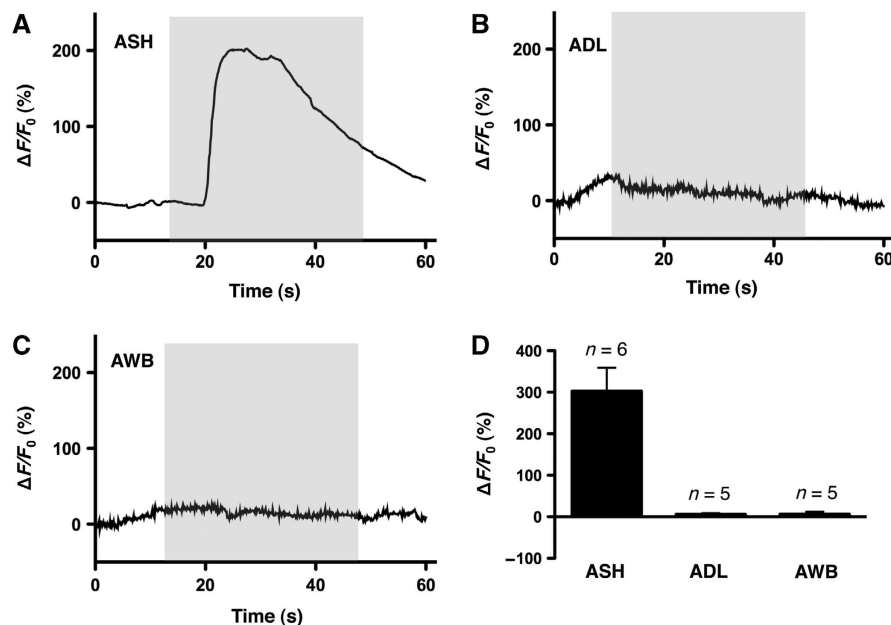 A
ASH
200
100
0
ΔF/F0 (%)
0 20 40 60
Time (s)
B
ADL
200
100
0
ΔF/F0 (%)
0 20 40 60
Time (s)
C
AWB
200
100
0
ΔF/F0 (%)
0 20 40 60
Time (s)
D
400
300
200
100
0
−100
ΔF/F0 (%)
n = 6
n = 5
n = 5
ASH ADL AWB